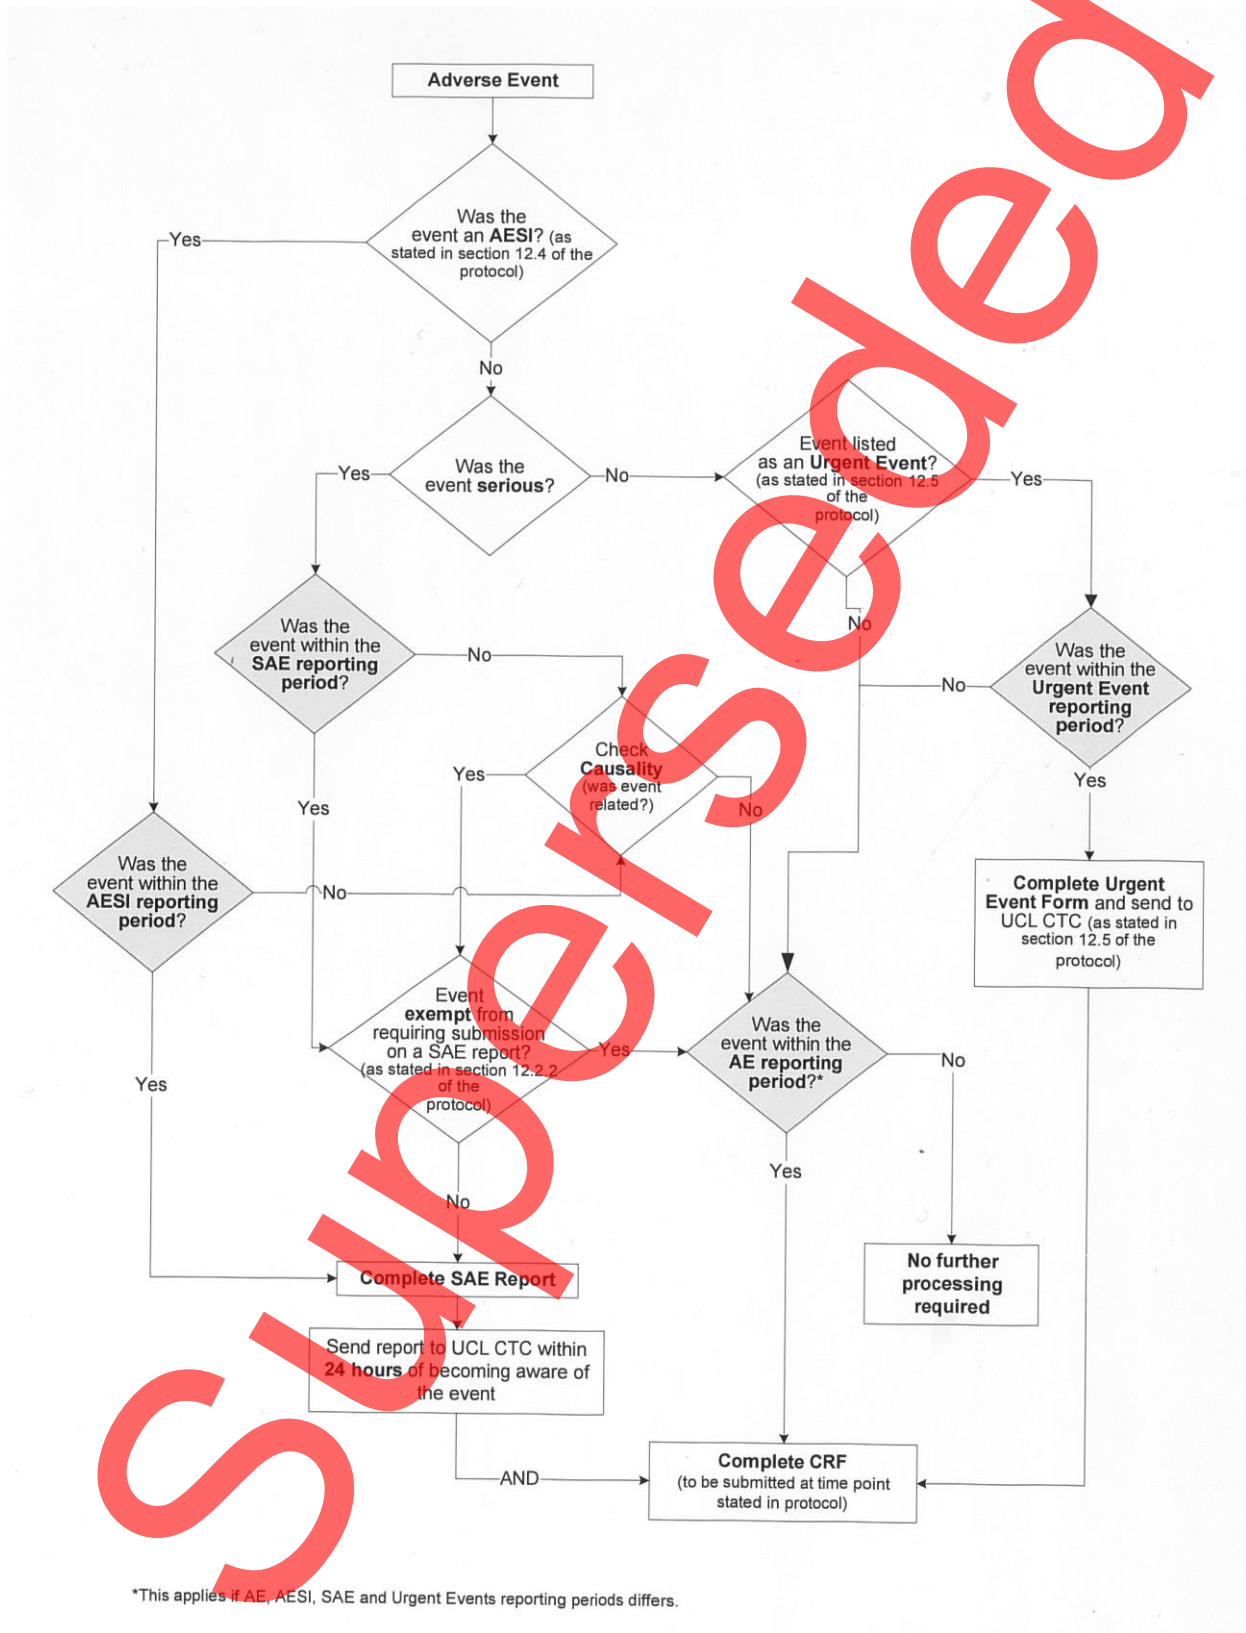 Adverse Event
Was the
event an AESI? (as
stated in section 12.4 of the
protocol)
Yes
No
Was the
event serious?
Yes
No
Event listed
as an Urgent Event?
(as stated in section 12.5
of the
protocol)
Yes
No
Was the
event within the
SAE reporting
period?
No
Yes
Was the
event within the
Urgent Event
reporting
period?
No
Yes
Check
Causality
(was event
related?)
Yes
No
Was the
event within the
AESI reporting
period?
No
Yes
Complete Urgent
Event Form and send to
UCL CTC (as stated in
section 12.5 of the
protocol)
Event
exempt from
requiring submission
on a SAE report?
(as stated in section 12.2.2
of the
protocol)
Yes
No
Was the
event within the
AE reporting
period?*
No
Yes
No further
processing
required
Complete SAE Report
Send report to UCL CTC within
24 hours of becoming aware of
the event
AND
Complete CRF
(to be submitted at time point
stated in protocol)
*This applies if AE, AESI, SAE and Urgent Events reporting periods differs.
Superseded